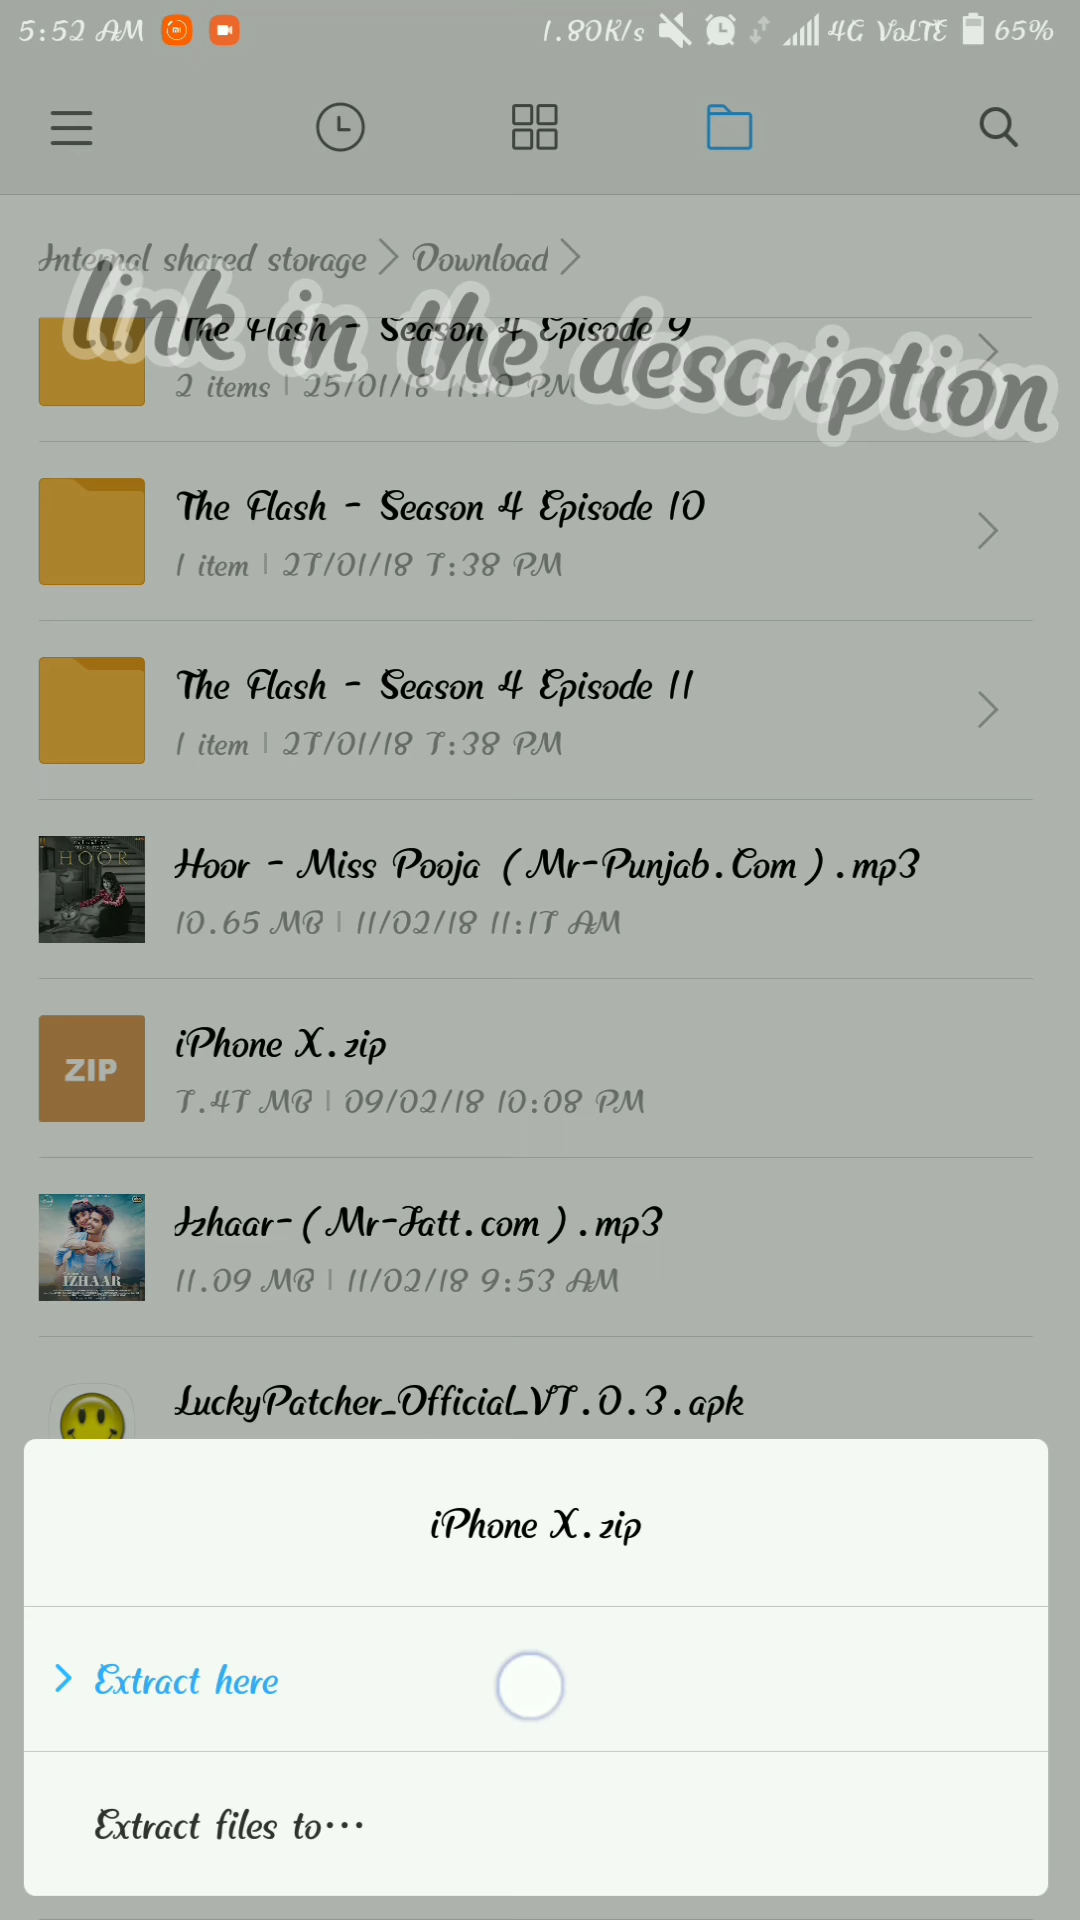 5:52 AM 1.80K/s 4G VoLTE 65%
Internal shared storage > Download >
link in the description
The Flash - Season 4 Episode 9
2 items | 25/01/18 11:10 PM
The Flash - Season 4 Episode 10
1 item | 27/01/18 7:38 PM
The Flash - Season 4 Episode 11
1 item | 27/01/18 7:38 PM
HOOR
Hoor - Miss Pooja (Mr-Punjab.Com).mp3
10.65 MB | 11/02/18 11:17 AM
ZIP
iPhone X.zip
7.47 MB | 09/02/18 10:08 PM
IZHAAR
Izhaar-(Mr-Jatt.com).mp3
11.09 MB | 11/02/18 9:53 AM
LuckyPatcher_Official_V7.0.3.apk
iPhone X.zip
Extract here
Extract files to...